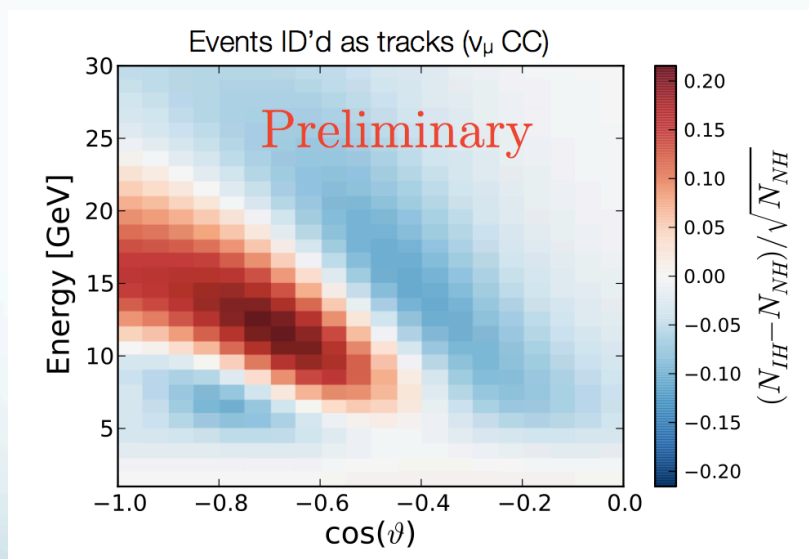 Events ID'd as tracks (νμ CC)
Preliminary
30
25
20
15
10
5
Energy [GeV]
−1.0 −0.8 −0.6 −0.4 −0.2 0.0
cos(ϑ)
0.20
0.15
0.10
0.05
0.00
−0.05
−0.10
−0.15
−0.20
(N_IH − N_NH)/√N_NH